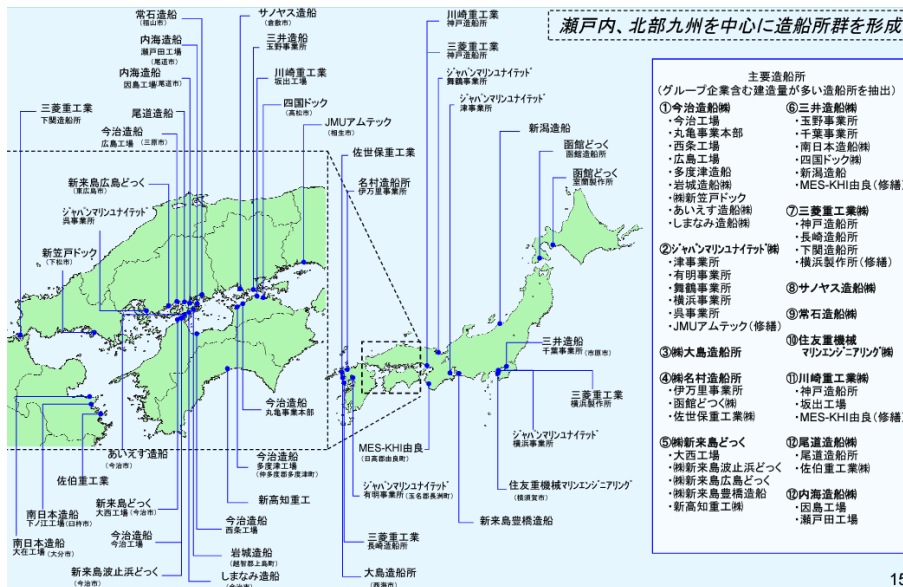 瀬戸内、北部九州を中心に造船所群を形成
常石造船
(福山市)
サノヤス造船
(倉敷市)
川崎重工業
神戸造船所
内海造船
瀬戸田工場
(尾道市)
三井造船
玉野事業所
三菱重工業
神戸造船所
内海造船
因島工場(尾道市)
川崎重工業
坂出工場
ジャパンマリンユナイテッド
舞鶴事業所
三菱重工業
下関造船所
尾道造船
四国ドック
(高松市)
ジャパンマリンユナイテッド
津事業所
今治造船
広島工場(三原市)
JMUアムテック
(相生市)
新潟造船
佐世保重工業
函館どっく
函館造船所
函館どっく
室蘭製作所
新来島広島どっく
(東広島市)
名村造船所
伊万里事業所
ジャパンマリンユナイテッド
呉事業所
新笠戸ドック
(下松市)
三井造船
千葉事業所(市原市)
三菱重工業
横浜製作所
今治造船
丸亀事業本部
ジャパンマリンユナイテッド
横浜事業所
MES-KHI由良
(日高郡由良町)
あいえす造船
(今治市)
今治造船
多度津工場
(仲多度郡多度津町)
佐伯重工業
ジャパンマリンユナイテッド
有明事業所(玉名郡長洲町)
住友重機械マリンエンジニアリング
(横須賀市)
新来島どっく
大西工場(今治市)
新高知重工
南日本造船
下ノ江工場(臼杵市)
今治造船
西条工場
新来島豊橋造船
今治造船
今治工場
三菱重工業
長崎造船所
南日本造船
在大工場(大分市)
岩城造船
(越智郡上島町)
新来島波止浜どっく
(今治市)
大島造船所
(西海市)
しまなみ造船
(今治市)
主要造船所
(グループ企業含む建造量が多い造船所を抽出)
①今治造船㈱
・今治工場
・丸亀事業本部
・西条工場
・広島工場
・多度津造船
・岩城造船㈱
・㈱新笠戸ドック
・あいえす造船㈱
・しまなみ造船㈱
②ジャパンマリンユナイテッド㈱
・津事業所
・有明事業所
・舞鶴事業所
・横浜事業所
・呉事業所
・JMUアムテック(修繕)
③㈱大島造船所
④㈱名村造船所
・伊万里事業所
・函館どつく㈱
・佐世保重工業㈱
⑤㈱新来島どっく
・大西工場
・㈱新来島波止浜どっく
・㈱新来島広島どっく
・㈱新来島豊橋造船
・新高知重工㈱
⑥三井造船㈱
・玉野事業所
・千葉事業所
・南日本造船㈱
・四国ドック㈱
・新潟造船
・MES-KHI由良(修繕)
⑦三菱重工業㈱
・神戸造船所
・長崎造船所
・下関造船所
・横浜製作所(修繕)
⑧サノヤス造船㈱
⑨常石造船㈱
⑩住友重機械
マリンエンジニアリング㈱
⑪川崎重工業㈱
・神戸造船所
・坂出工場
・MES-KHI由良(修繕)
⑫尾道造船㈱
・尾道造船所
・佐伯重工業㈱
⑫内海造船㈱
・因島工場
・瀬戸田工場
15